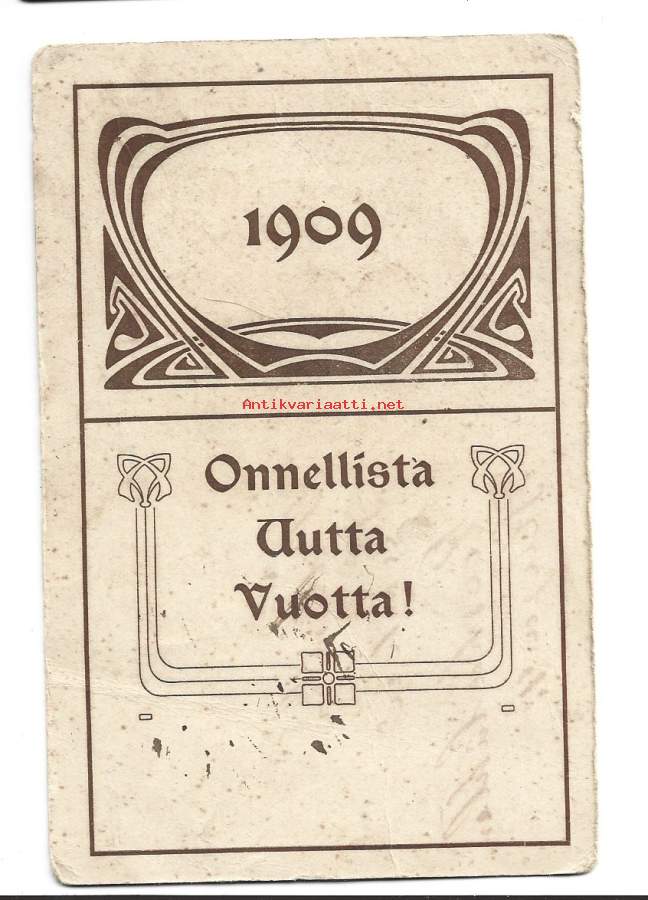 1909
Antikvariaatti.net
Onnellista
Uutta
Vuotta!